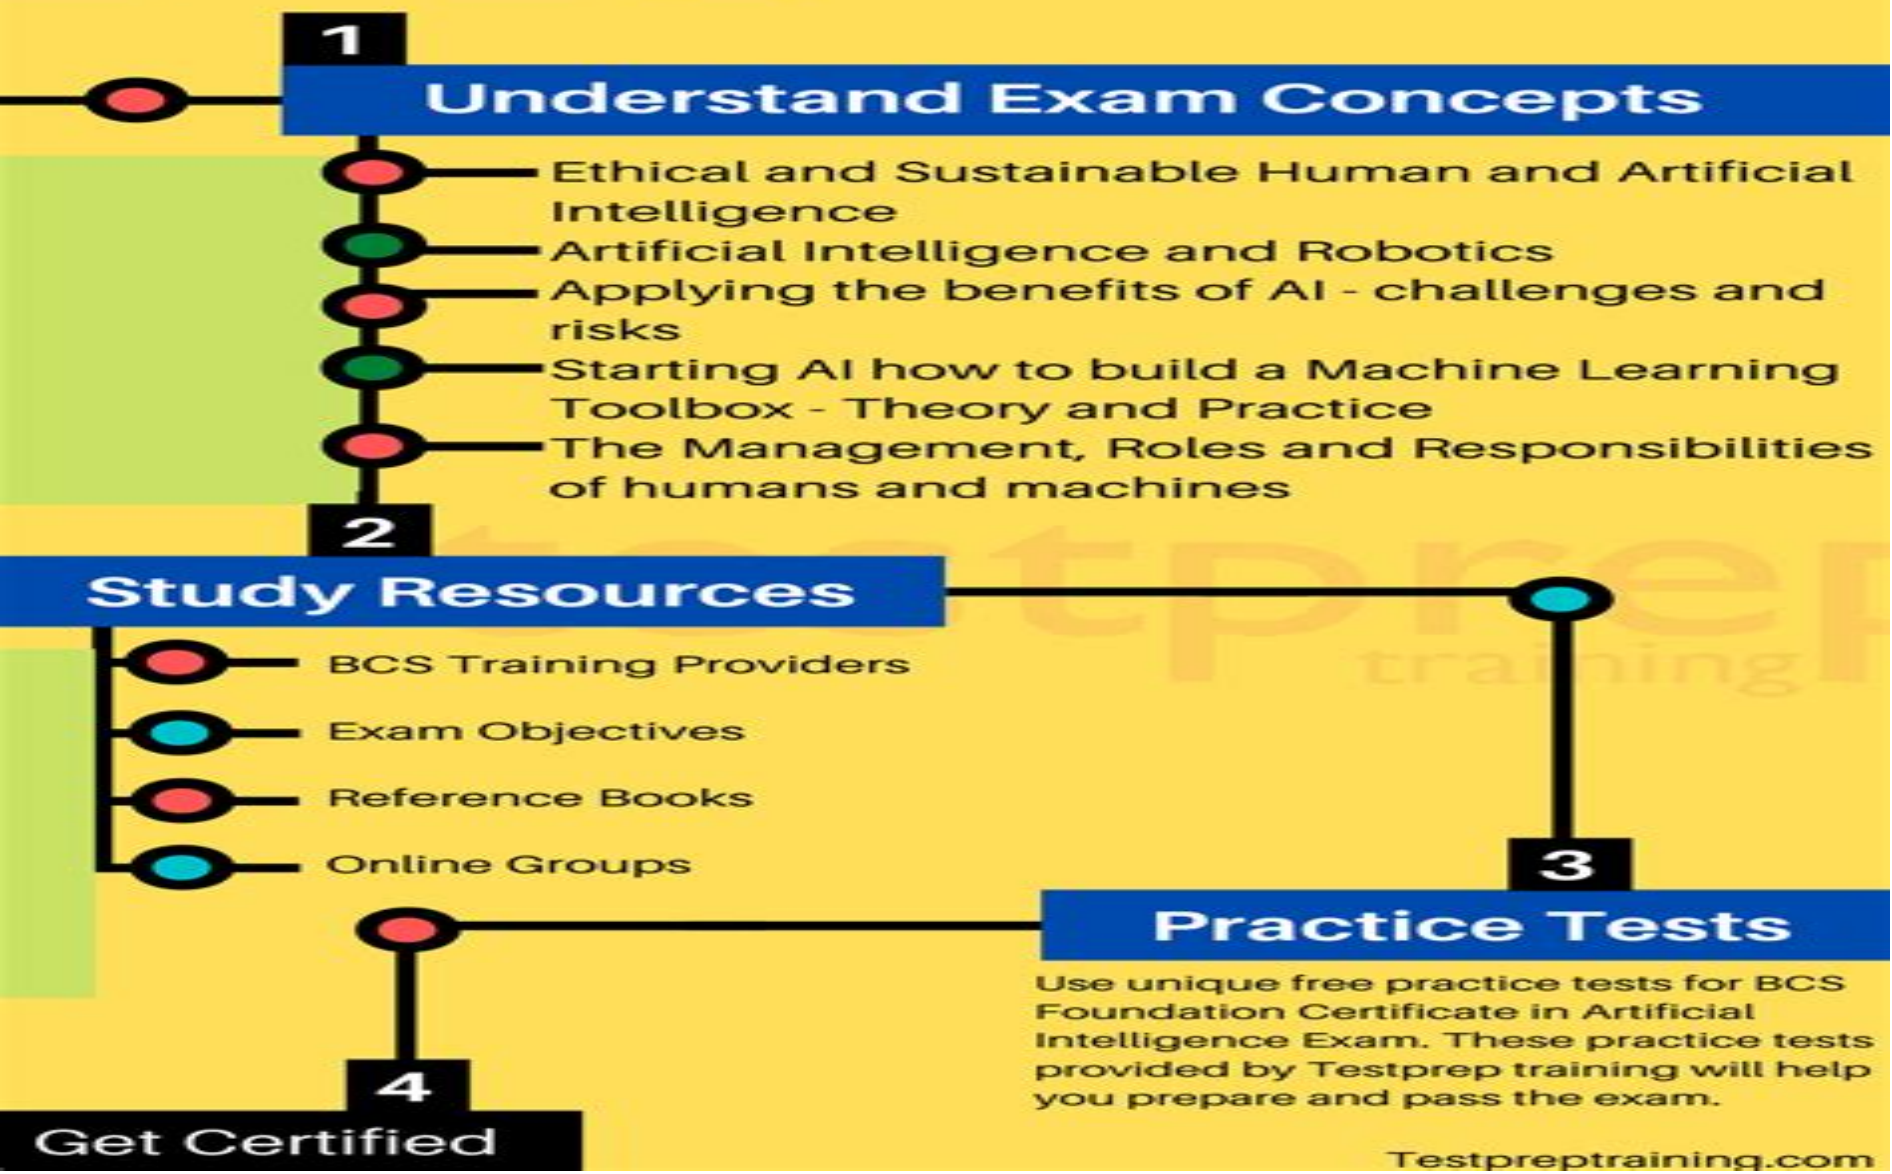 1
Understand Exam Concepts
Ethical and Sustainable Human and Artificial
Intelligence
Artificial Intelligence and Robotics
Applying the benefits of AI - challenges and
risks
Starting AI how to build a Machine Learning
Toolbox - Theory and Practice
The Management, Roles and Responsibilities
of humans and machines
2
testprep
training
Study Resources
BCS Training Providers
Exam Objectives
Reference Books
Online Groups
3
Practice Tests
Use unique free practice tests for BCS
Foundation Certificate in Artificial
Intelligence Exam. These practice tests
provided by Testprep training will help
you prepare and pass the exam.
4
Get Certified
Testpreptraining.com